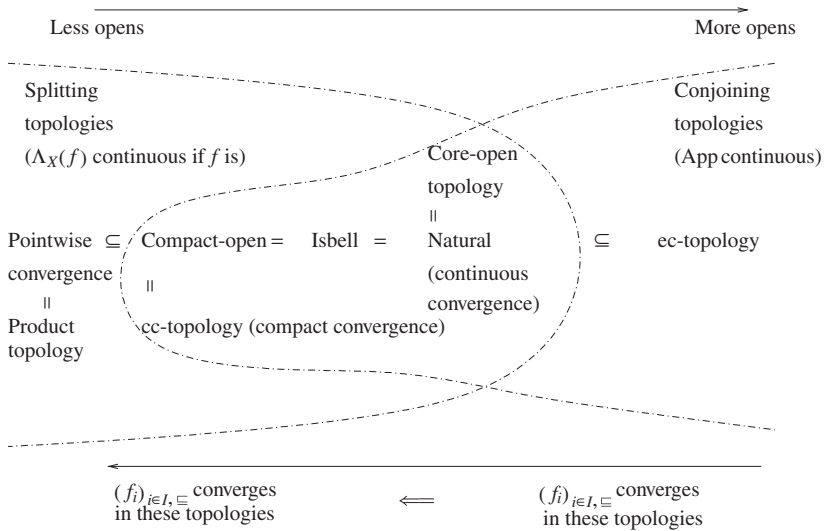 Less opens
More opens
Splitting
topologies
(Λ_X(f) continuous if f is)
Conjoining
topologies
(App continuous)
Core-open
topology
=
Pointwise ⊆ Compact-open = Isbell = Natural ⊆ ec-topology
convergence
(continuous
convergence)
= =
Product
topology
cc-topology (compact convergence)
(f_i)_{i∈I,⊑} converges
in these topologies
⟸
(f_i)_{i∈I,⊑} converges
in these topologies